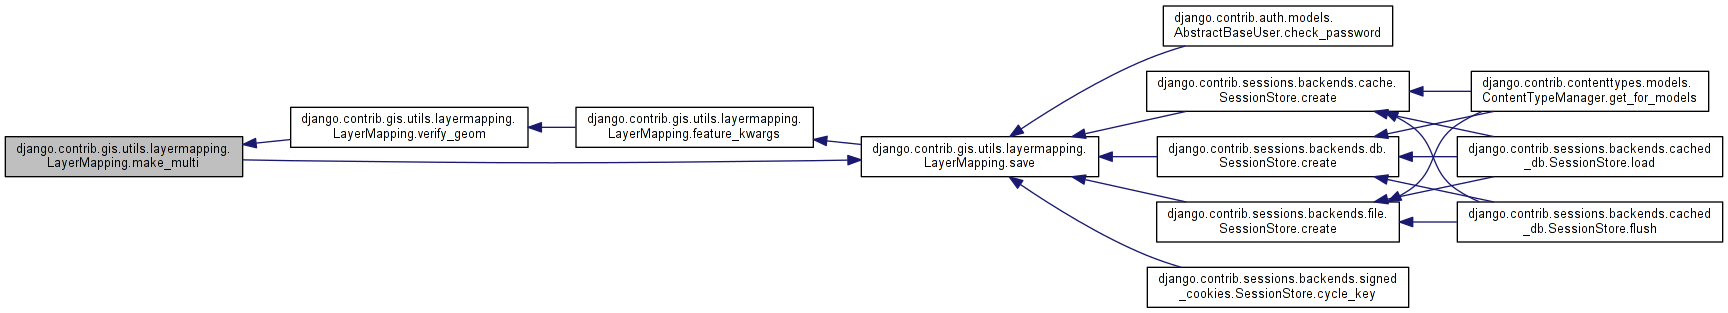 django.contrib.gis.utils.layermapping.
LayerMapping.make_multi
django.contrib.gis.utils.layermapping.
LayerMapping.verify_geom
django.contrib.gis.utils.layermapping.
LayerMapping.feature_kwargs
django.contrib.gis.utils.layermapping.
LayerMapping.save
django.contrib.auth.models.
AbstractBaseUser.check_password
django.contrib.sessions.backends.cache.
SessionStore.create
django.contrib.sessions.backends.db.
SessionStore.create
django.contrib.sessions.backends.file.
SessionStore.create
django.contrib.sessions.backends.signed
_cookies.SessionStore.cycle_key
django.contrib.contenttypes.models.
ContentTypeManager.get_for_models
django.contrib.sessions.backends.cached
_db.SessionStore.load
django.contrib.sessions.backends.cached
_db.SessionStore.flush